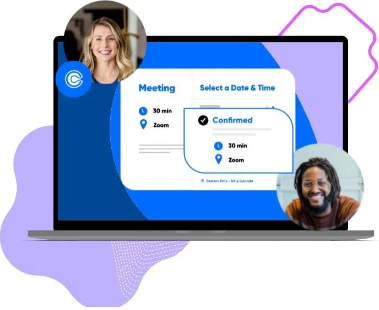 Meeting
Select a Date & Time
30 min
Zoom
Confirmed
30 min
Zoom